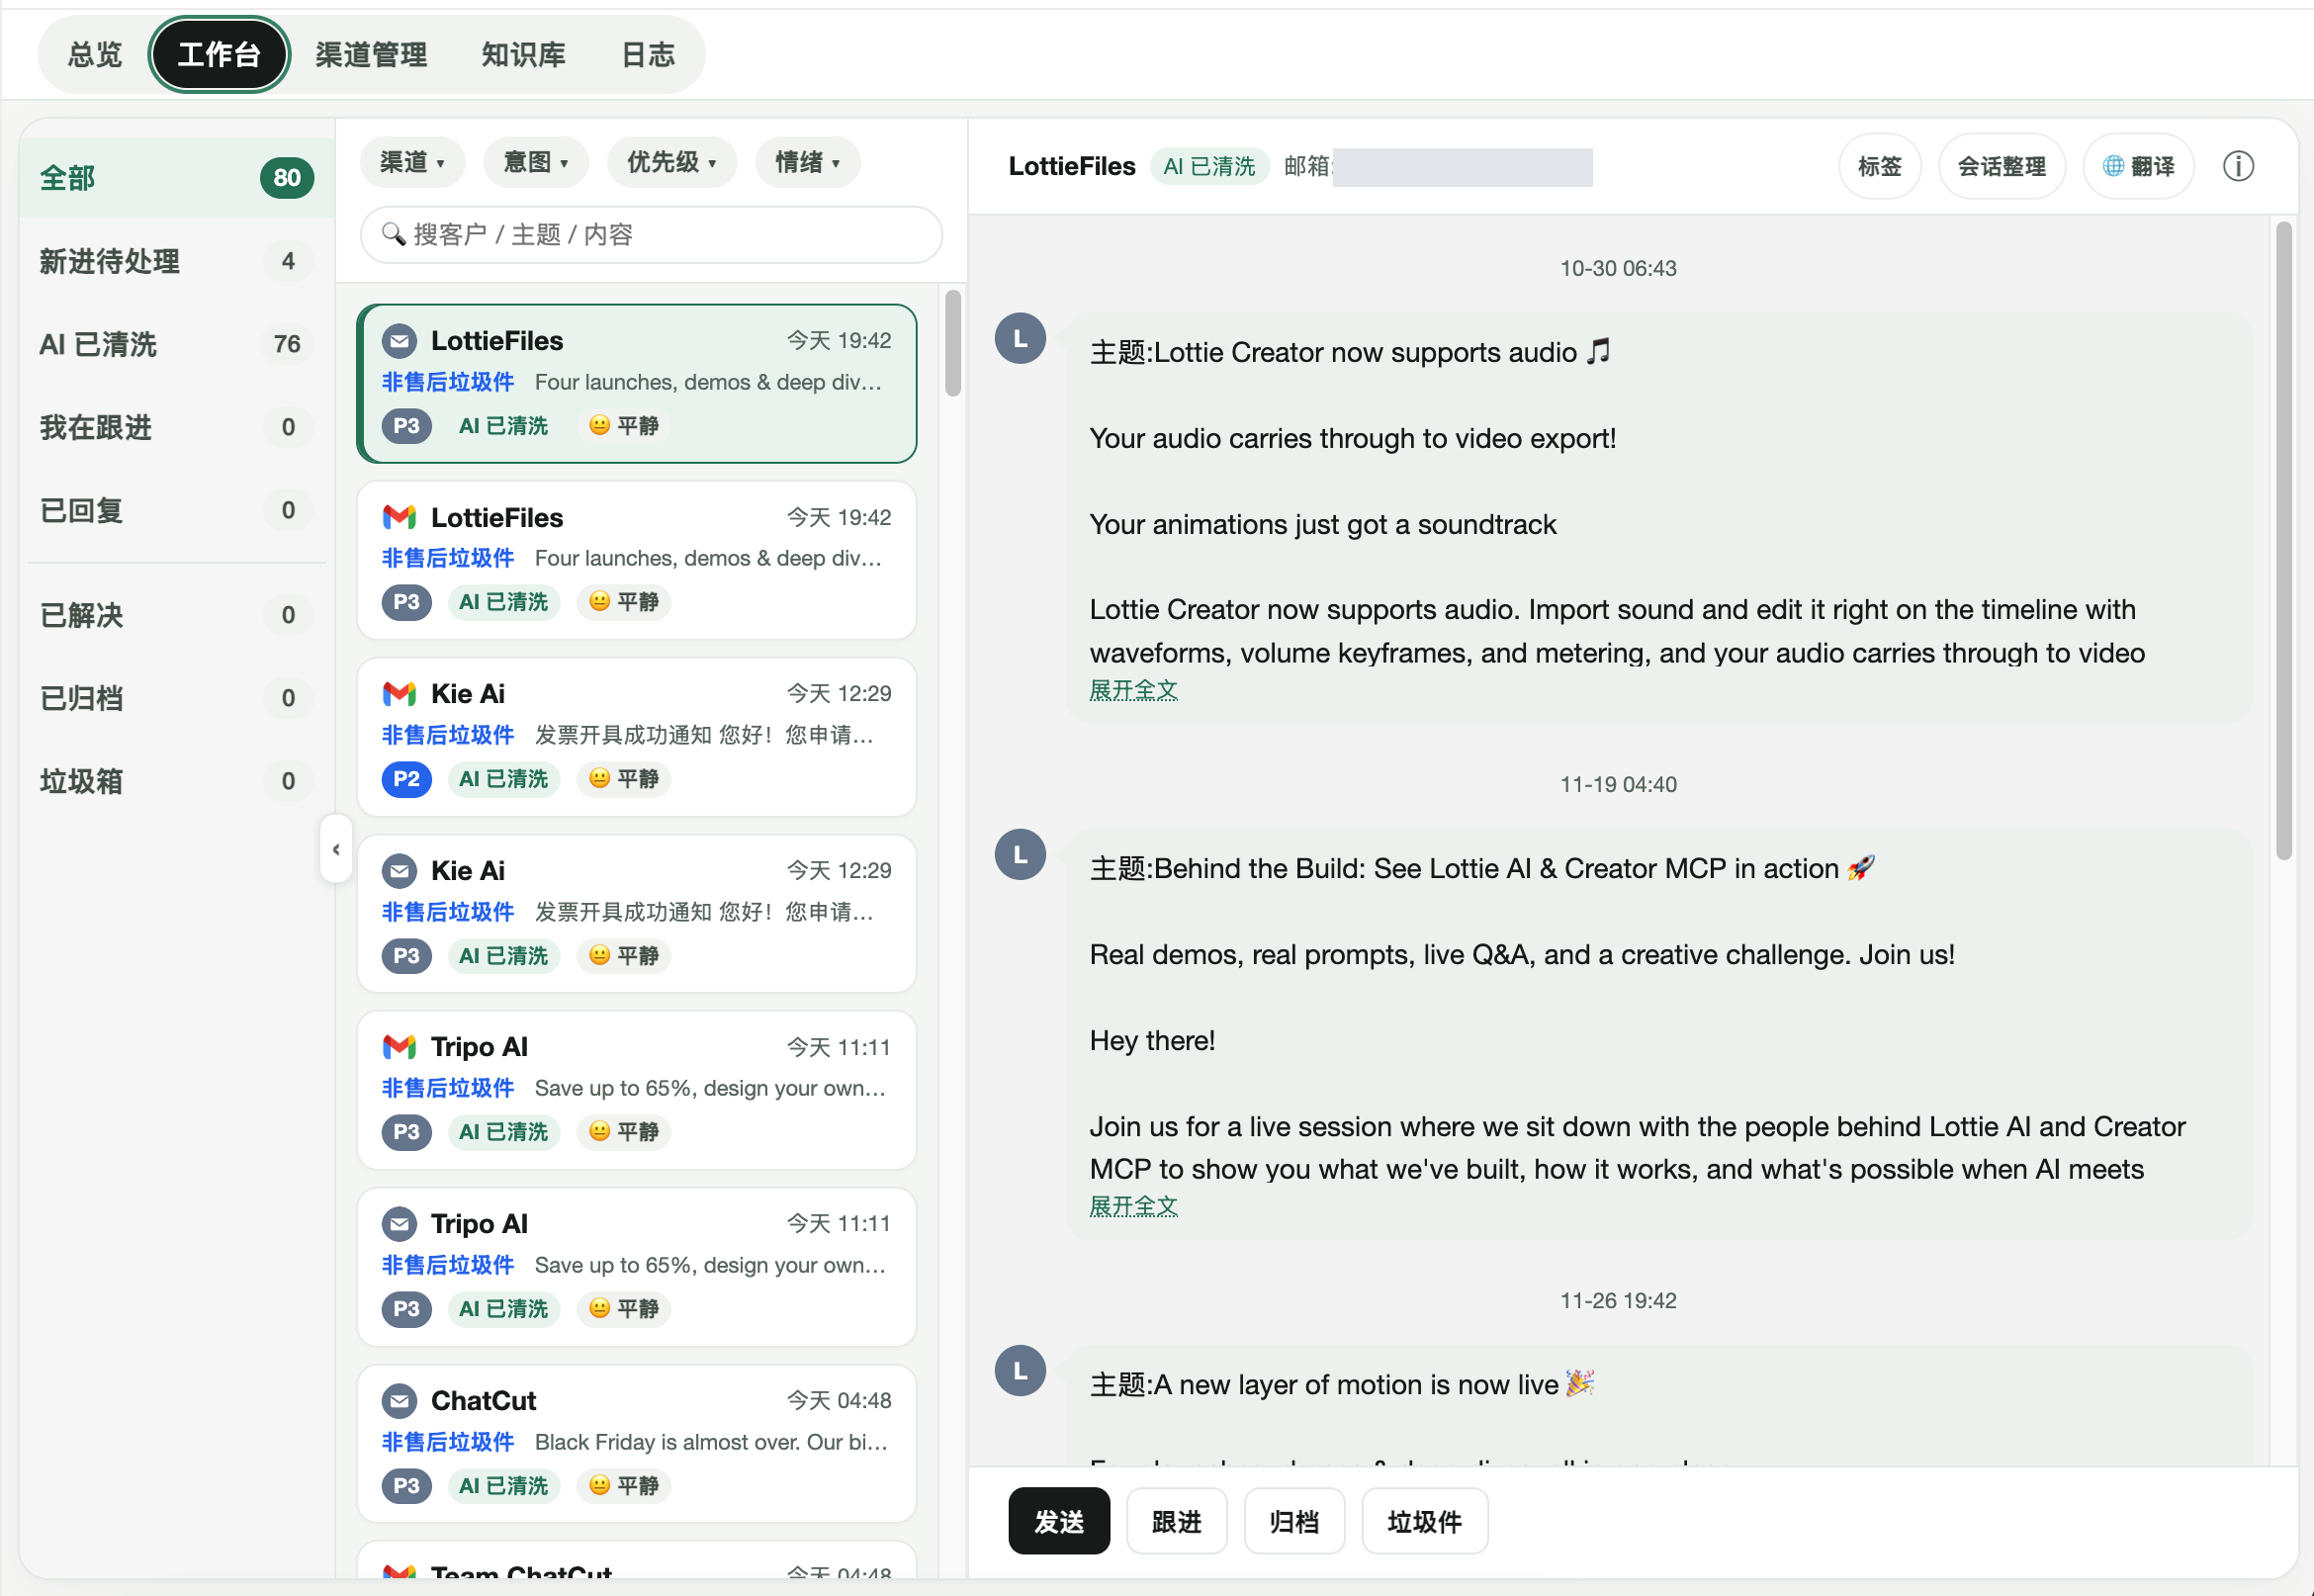 总览 工作台 渠道管理 知识库 日志
全部 80
新进待处理 4
AI 已清洗 76
我在跟进 0
已回复 0
已解决 0
已归档 0
垃圾箱 0
渠道 ▾ 意图 ▾ 优先级 ▾ 情绪 ▾
🔍 搜客户 / 主题 / 内容
LottieFiles 今天 19:42
非售后垃圾件 Four launches, demos & deep div…
P3 AI 已清洗 😐 平静
LottieFiles 今天 19:42
非售后垃圾件 Four launches, demos & deep div…
P3 AI 已清洗 😐 平静
Kie Ai 今天 12:29
非售后垃圾件 发票开具成功通知 您好！您申请…
P2 AI 已清洗 😐 平静
Kie Ai 今天 12:29
非售后垃圾件 发票开具成功通知 您好！您申请…
P3 AI 已清洗 😐 平静
Tripo AI 今天 11:11
非售后垃圾件 Save up to 65%, design your own…
P3 AI 已清洗 😐 平静
Tripo AI 今天 11:11
非售后垃圾件 Save up to 65%, design your own…
P3 AI 已清洗 😐 平静
ChatCut 今天 04:48
非售后垃圾件 Black Friday is almost over. Our bi…
P3 AI 已清洗 😐 平静
Team ChatCut 今天 04:48
LottieFiles AI 已清洗 邮箱: 标签 会话整理 🌐 翻译
10-30 06:43
L
主题:Lottie Creator now supports audio 🎵
Your audio carries through to video export!
Your animations just got a soundtrack
Lottie Creator now supports audio. Import sound and edit it right on the timeline with
waveforms, volume keyframes, and metering, and your audio carries through to video
展开全文
11-19 04:40
L
主题:Behind the Build: See Lottie AI & Creator MCP in action 🚀
Real demos, real prompts, live Q&A, and a creative challenge. Join us!
Hey there!
Join us for a live session where we sit down with the people behind Lottie AI and Creator
MCP to show you what we've built, how it works, and what's possible when AI meets
展开全文
11-26 19:42
L
主题:A new layer of motion is now live 🎉
发送 跟进 归档 垃圾件